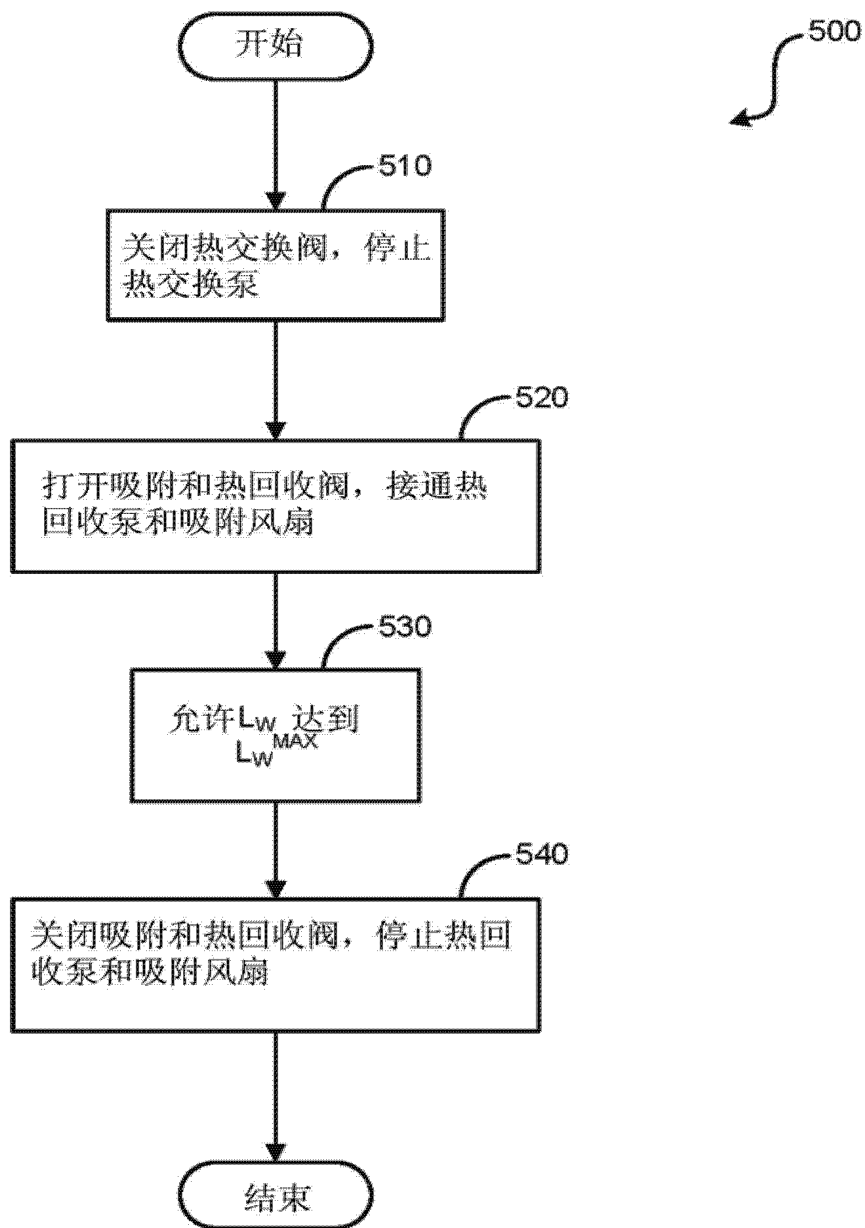 开始
500
510
关闭热交换阀，停止
热交换泵
520
打开吸附和热回收阀，接通热
回收泵和吸附风扇
530
允许LW 达到
LW MAX
540
关闭吸附和热回收阀，停止热回
收泵和吸附风扇
结束